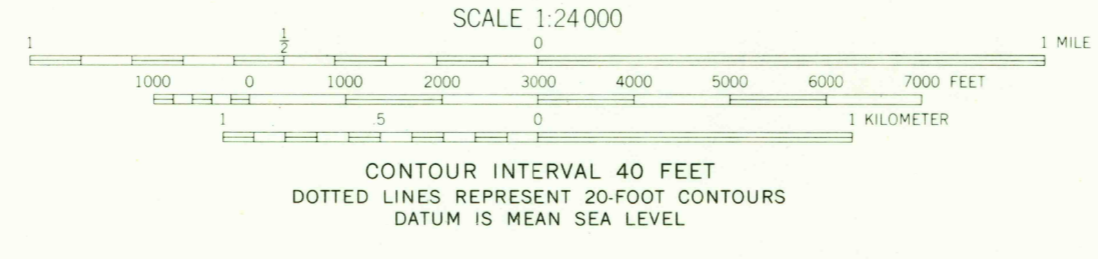 SCALE 1:24 000
1 1/2 0 1 MILE
1000 0 1000 2000 3000 4000 5000 6000 7000 FEET
1 .5 0 1 KILOMETER
CONTOUR INTERVAL 40 FEET
DOTTED LINES REPRESENT 20-FOOT CONTOURS
DATUM IS MEAN SEA LEVEL